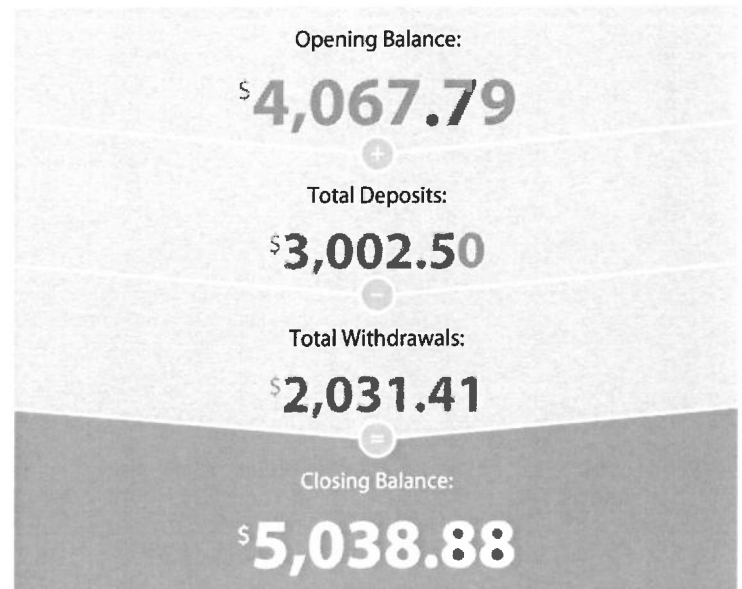 Opening Balance:
$4,067.79
+
Total Deposits:
$3,002.50
−
Total Withdrawals:
$2,031.41
=
Closing Balance:
$5,038.88